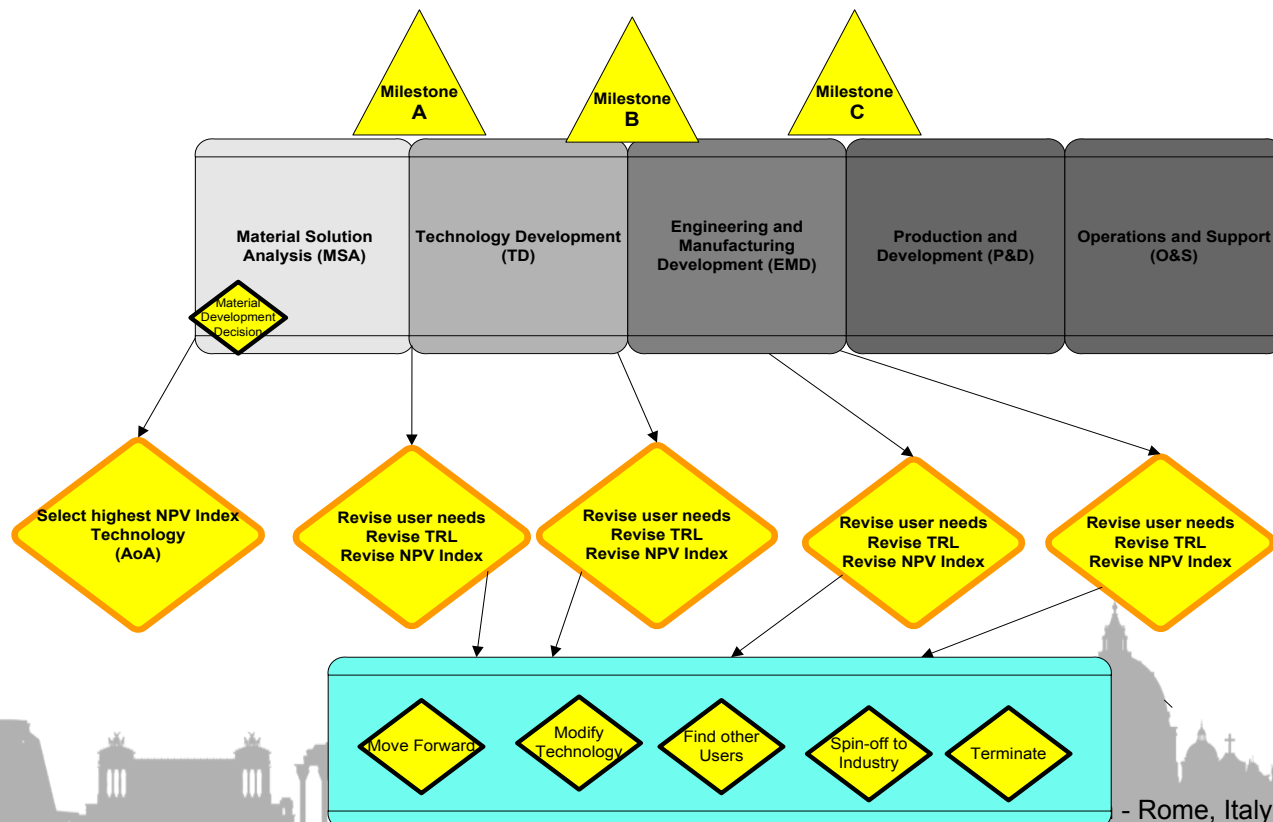 Milestone
A
Milestone
B
Milestone
C
Material Solution
Analysis (MSA)
Technology Development
(TD)
Engineering and
Manufacturing
Development (EMD)
Production and
Development (P&D)
Operations and Support
(O&S)
Material
Development
Decision
Select highest NPV Index
Technology
(AoA)
Revise user needs
Revise TRL
Revise NPV Index
Revise user needs
Revise TRL
Revise NPV Index
Revise user needs
Revise TRL
Revise NPV Index
Revise user needs
Revise TRL
Revise NPV Index
Move Forward
Modify
Technology
Find other
Users
Spin-off to
Industry
Terminate
- Rome, Italy